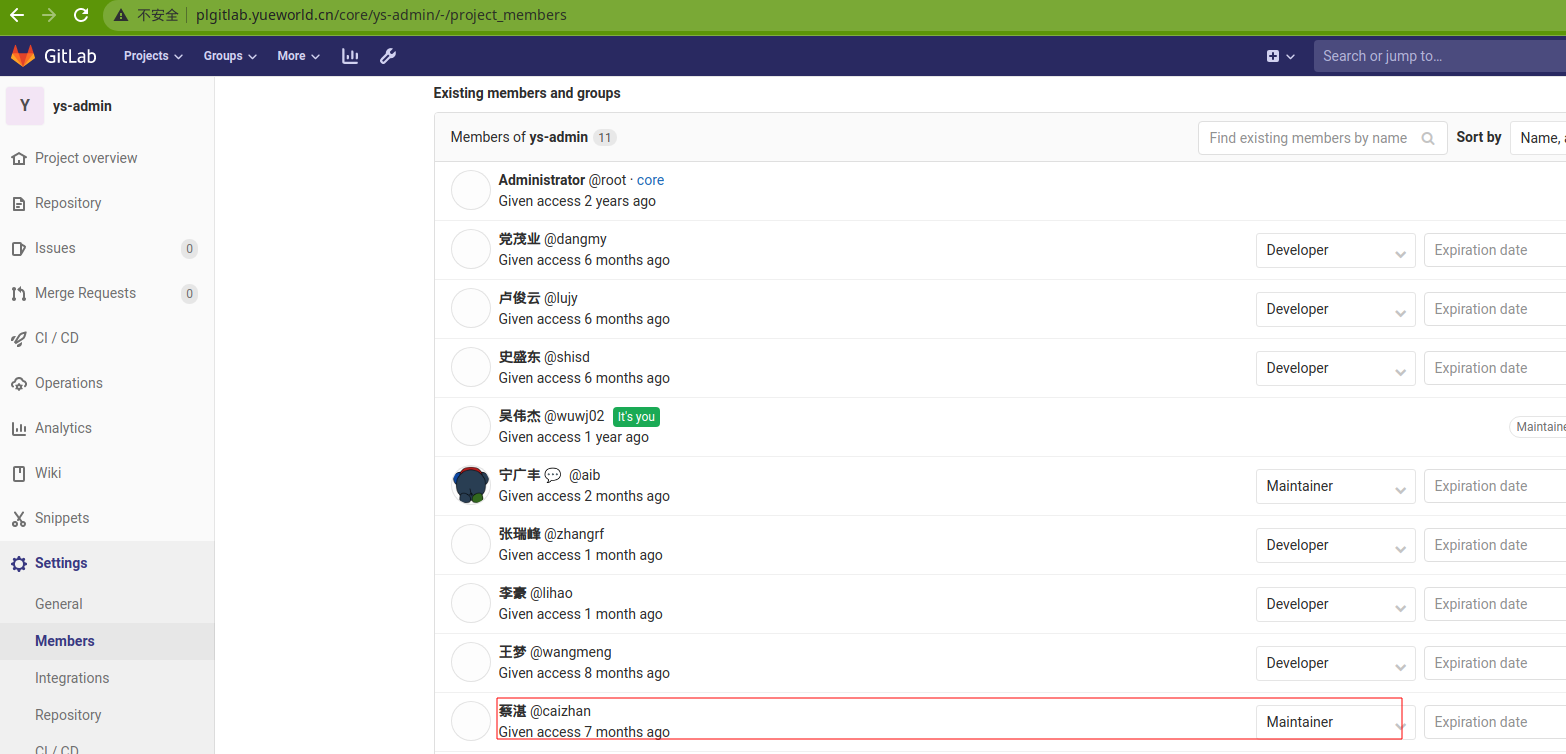 不安全 plgitlab.yueworld.cn/core/ys-admin/-/project_members
GitLab Projects Groups More Search or jump to…
Y ys-admin
Project overview
Repository
Issues 0
Merge Requests 0
CI / CD
Operations
Analytics
Wiki
Snippets
Settings
General
Members
Integrations
Repository
CI / CD
Existing members and groups
Members of ys-admin 11 Find existing members by name Sort by Name,
Administrator @root · core
Given access 2 years ago
党茂业 @dangmy
Given access 6 months ago
Developer Expiration date
卢俊云 @lujy
Given access 6 months ago
Developer Expiration date
史盛东 @shisd
Given access 6 months ago
Developer Expiration date
吴伟杰 @wuwj02 It's you
Given access 1 year ago
Maintaine
宁广丰 💬 @aib
Given access 2 months ago
Maintainer Expiration date
张瑞峰 @zhangrf
Given access 1 month ago
Developer Expiration date
李豪 @lihao
Given access 1 month ago
Developer Expiration date
王梦 @wangmeng
Given access 8 months ago
Developer Expiration date
蔡湛 @caizhan
Given access 7 months ago
Maintainer Expiration date